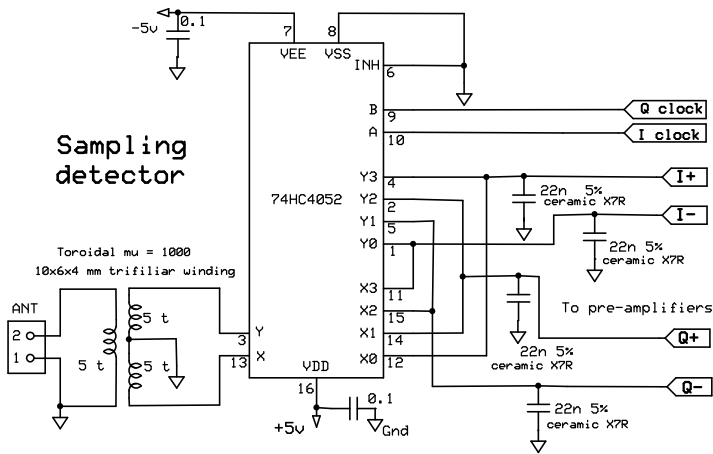 -5v
0.1
7
8
VEE
VSS
INH
6
B
9
Q clock
A
10
I clock
Sampling
detector
74HC4052
Y3
4
I+
22n 5%
ceramic X7R
Y2
2
I-
Y1
5
Y0
1
22n 5%
ceramic X7R
Toroidal mu = 1000
10x6x4 mm trifiliar winding
X3
11
ANT
2
1
5 t
5 t
5 t
X2
15
To pre-amplifiers
Y
3
X1
14
Q+
X
13
X0
12
22n 5%
ceramic X7R
VDD
16
Q-
0.1
+5v
Gnd
22n 5%
ceramic X7R